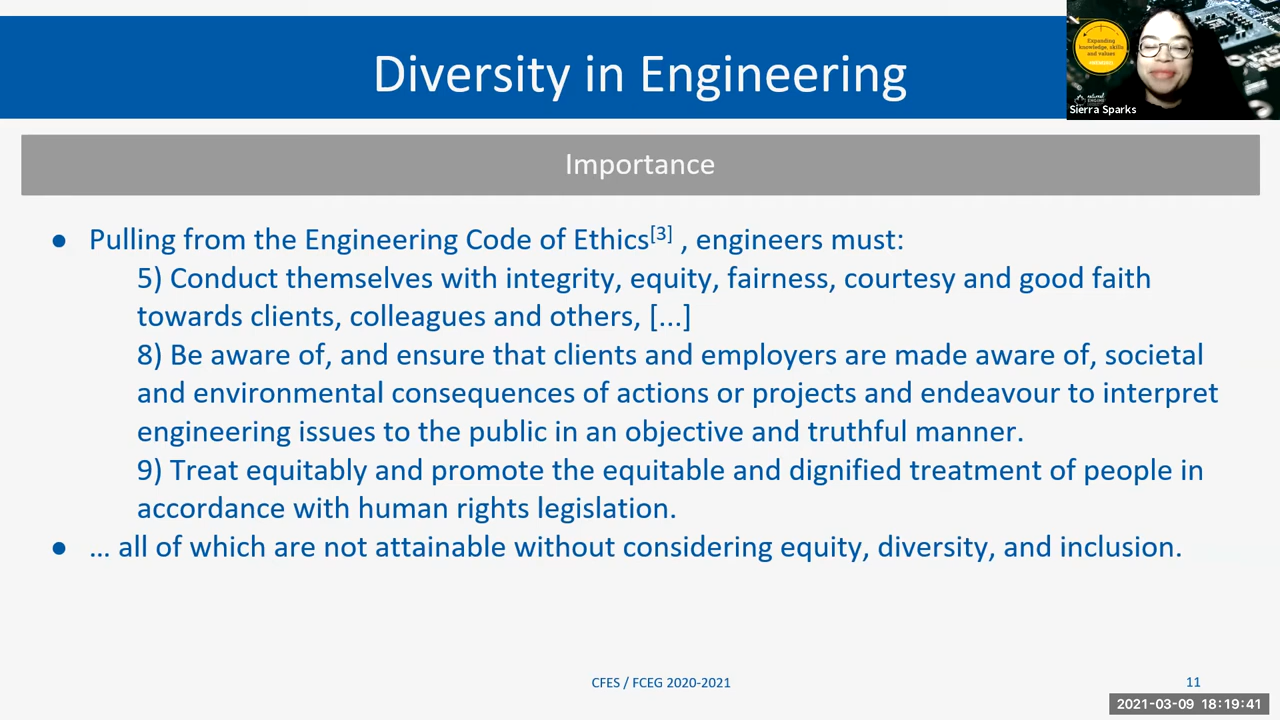 Diversity in Engineering
Expanding
knowledge, skills
and values
Sierra Sparks
Importance
● Pulling from the Engineering Code of Ethics[3] , engineers must:
5) Conduct themselves with integrity, equity, fairness, courtesy and good faith
towards clients, colleagues and others, [...]
8) Be aware of, and ensure that clients and employers are made aware of, societal
and environmental consequences of actions or projects and endeavour to interpret
engineering issues to the public in an objective and truthful manner.
9) Treat equitably and promote the equitable and dignified treatment of people in
accordance with human rights legislation.
● ... all of which are not attainable without considering equity, diversity, and inclusion.
CFES / FCEG 2020-2021
11
2021-03-09 18:19:41